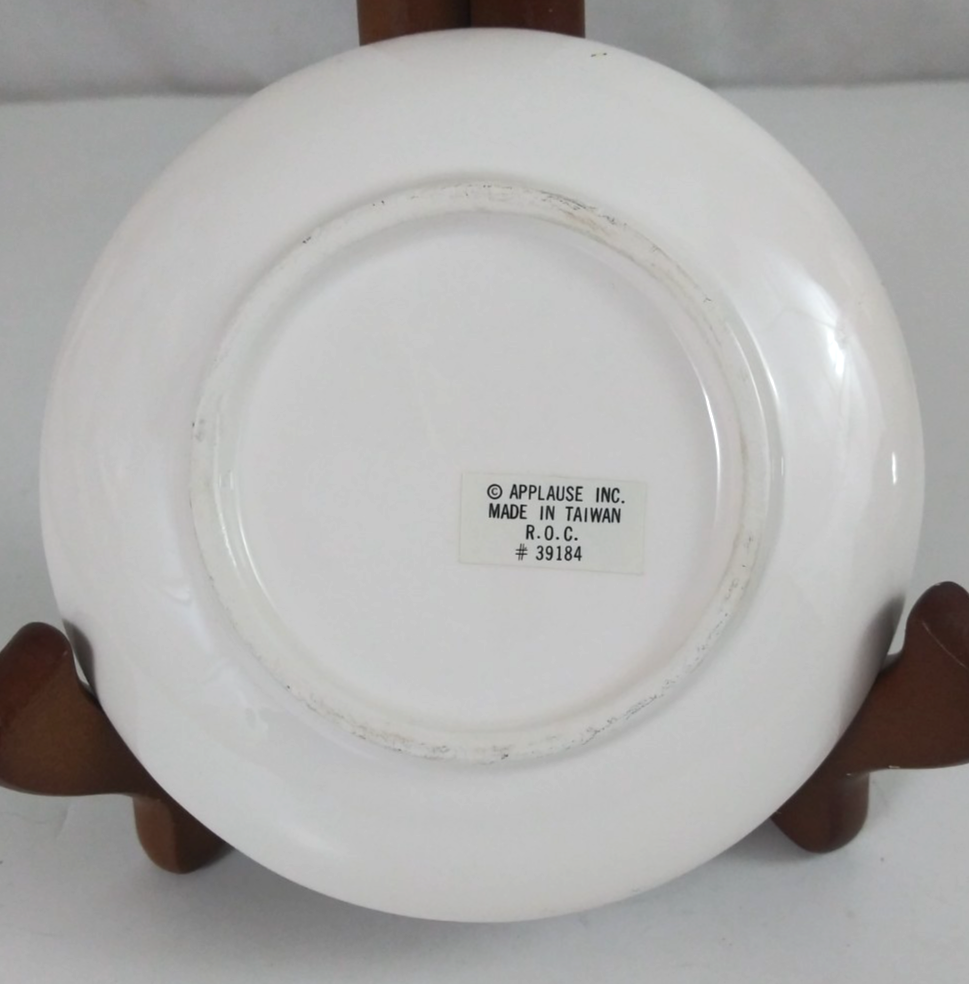 © APPLAUSE INC.
MADE IN TAIWAN
R.O.C.
# 39184